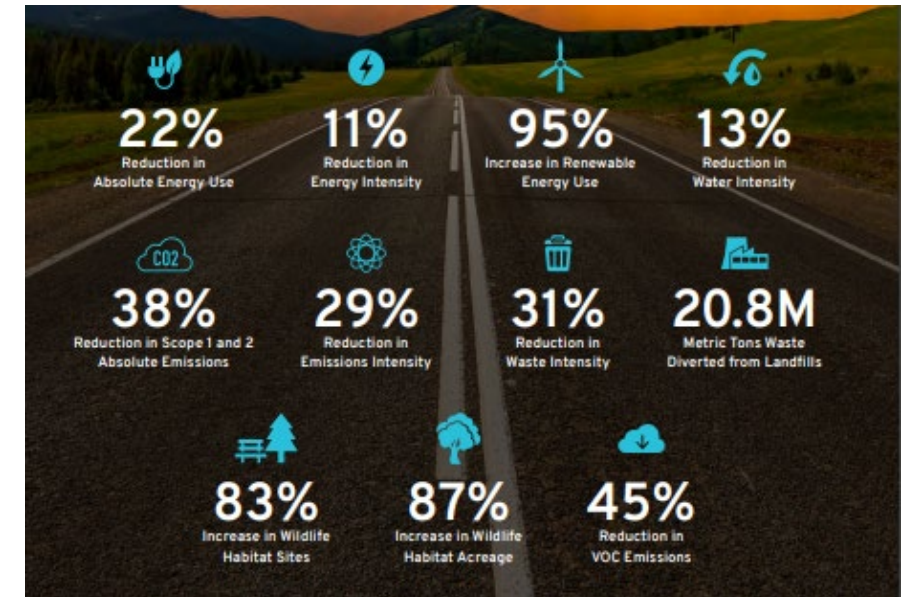 22%
Reduction in
Absolute Energy Use
11%
Reduction in
Energy Intensity
95%
Increase in Renewable
Energy Use
13%
Reduction in
Water Intensity
CO2
38%
Reduction in Scope 1 and 2
Absolute Emissions
29%
Reduction in
Emissions Intensity
31%
Reduction in
Waste Intensity
20.8M
Metric Tons Waste
Diverted from Landfills
83%
Increase in Wildlife
Habitat Sites
87%
Increase in Wildlife
Habitat Acreage
45%
Reduction in
VOC Emissions